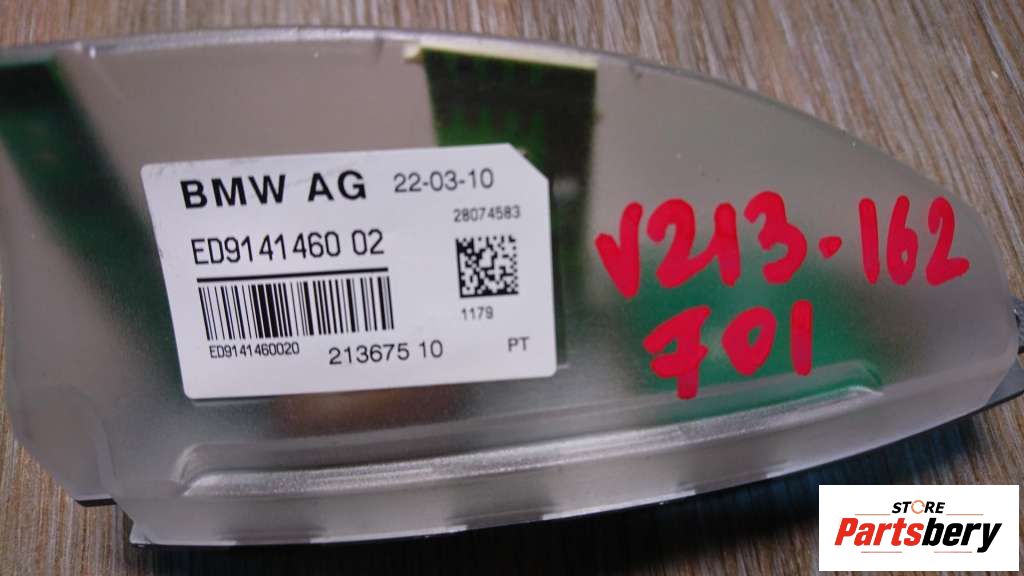 BMW AG 22-03-10
28074583
ED9141460 02
1179
ED9141460020
213675 10 PT
V213-162
701
STORE
Partsbery